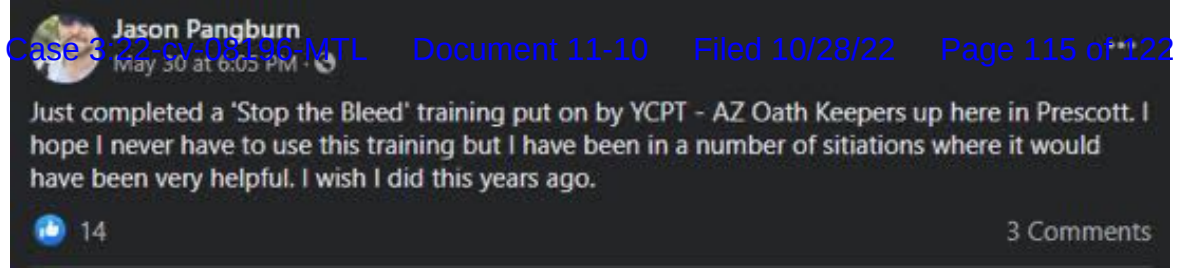 Jason Pangburn
Case 3:22-cv-08196-MTL Document 11-10 Filed 10/28/22 Page 115 of 122
May 30 at 6:05 PM ·
Just completed a 'Stop the Bleed' training put on by YCPT - AZ Oath Keepers up here in Prescott. I
hope I never have to use this training but I have been in a number of sitiations where it would
have been very helpful. I wish I did this years ago.
14
3 Comments